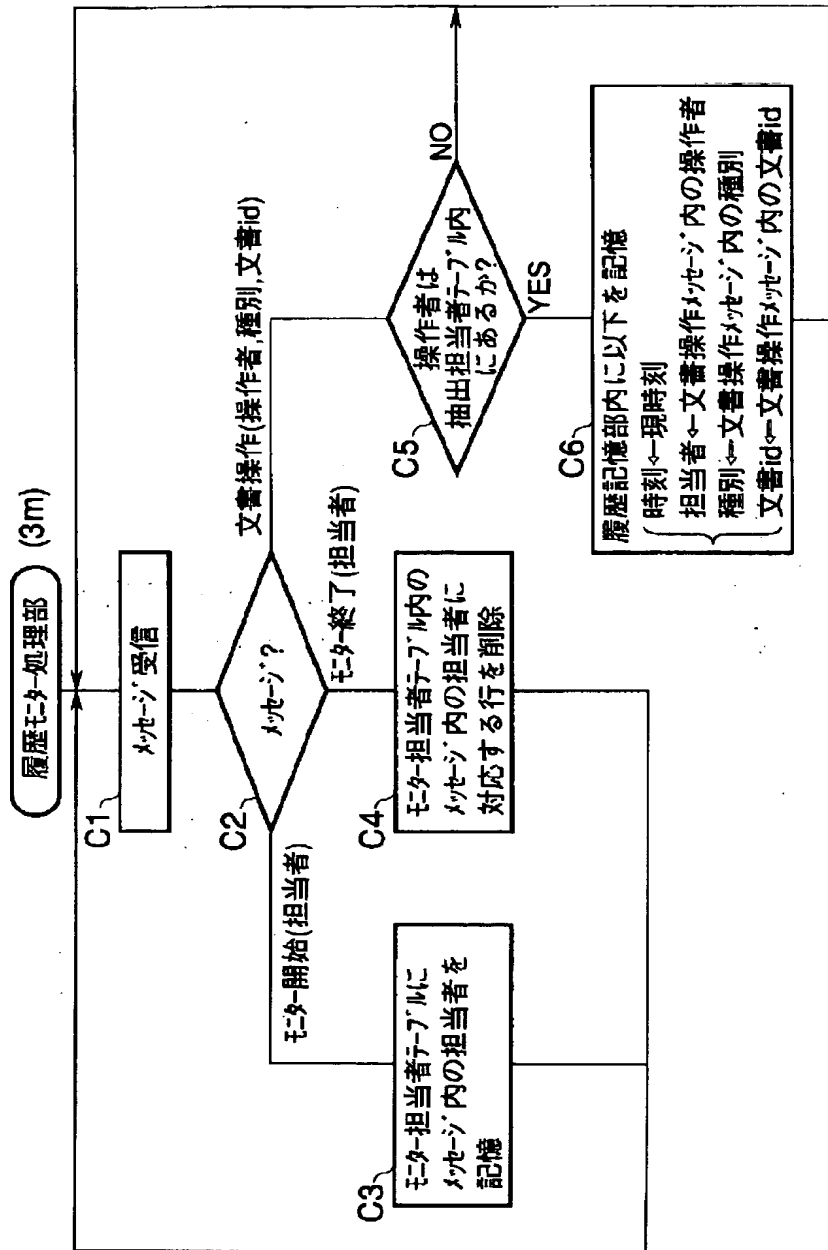 履歴モニター処理部 (3m)
C1
メッセージ受信
C2
メッセージ?
モニター開始(担当者)
モニター終了(担当者)
文書操作(操作者,種別,文書id)
C3
モニター担当者テーブルに
メッセージ内の担当者を
記憶
C4
モニター担当者テーブル内の
メッセージ内の担当者に
対応する行を削除
C5
操作者は
抽出担当者テーブル内
にあるか?
NO
YES
C6
履歴記憶部内に以下を記憶
時刻←現時刻
担当者←文書操作メッセージ内の操作者
種別←文書操作メッセージ内の種別
文書id←文書操作メッセージ内の文書id